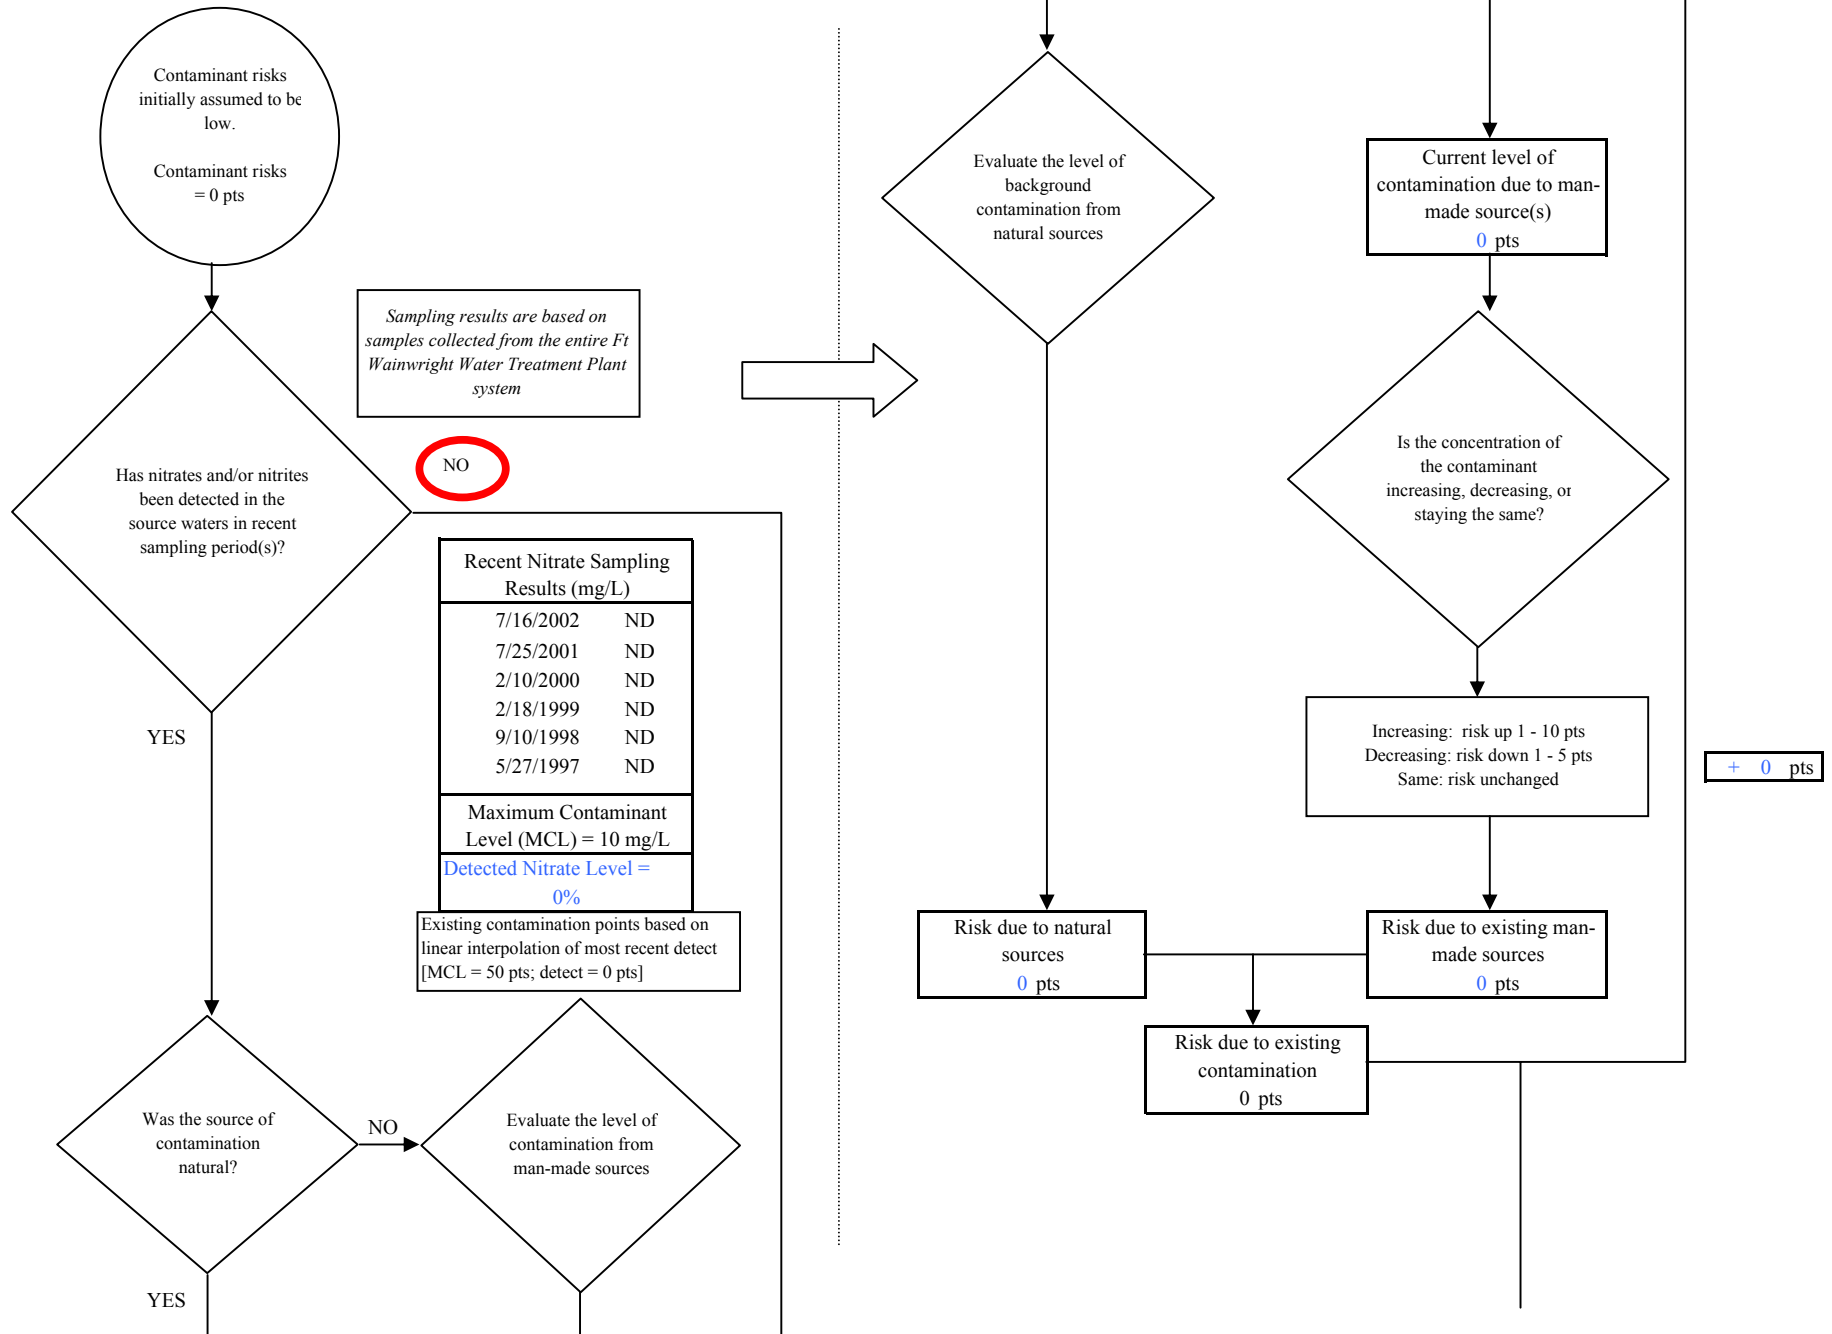 Contaminant risks
initially assumed to be
low.
Contaminant risks
= 0 pts
Sampling results are based on
samples collected from the entire Ft
Wainwright Water Treatment Plant
system
NO
Has nitrates and/or nitrites
been detected in the
source waters in recent
sampling period(s)?
Recent Nitrate Sampling
Results (mg/L)
7/16/2002 ND
7/25/2001 ND
2/10/2000 ND
2/18/1999 ND
9/10/1998 ND
5/27/1997 ND
Maximum Contaminant
Level (MCL) = 10 mg/L
Detected Nitrate Level =
0%
Existing contamination points based on
linear interpolation of most recent detect
[MCL = 50 pts; detect = 0 pts]
YES
Was the source of
contamination
natural?
NO
Evaluate the level of
contamination from
man-made sources
YES
Evaluate the level of
background
contamination from
natural sources
Current level of
contamination due to man-
made source(s)
0 pts
Is the concentration of
the contaminant
increasing, decreasing, or
staying the same?
Increasing: risk up 1 - 10 pts
Decreasing: risk down 1 - 5 pts
Same: risk unchanged
+ 0 pts
Risk due to natural
sources
0 pts
Risk due to existing man-
made sources
0 pts
Risk due to existing
contamination
0 pts